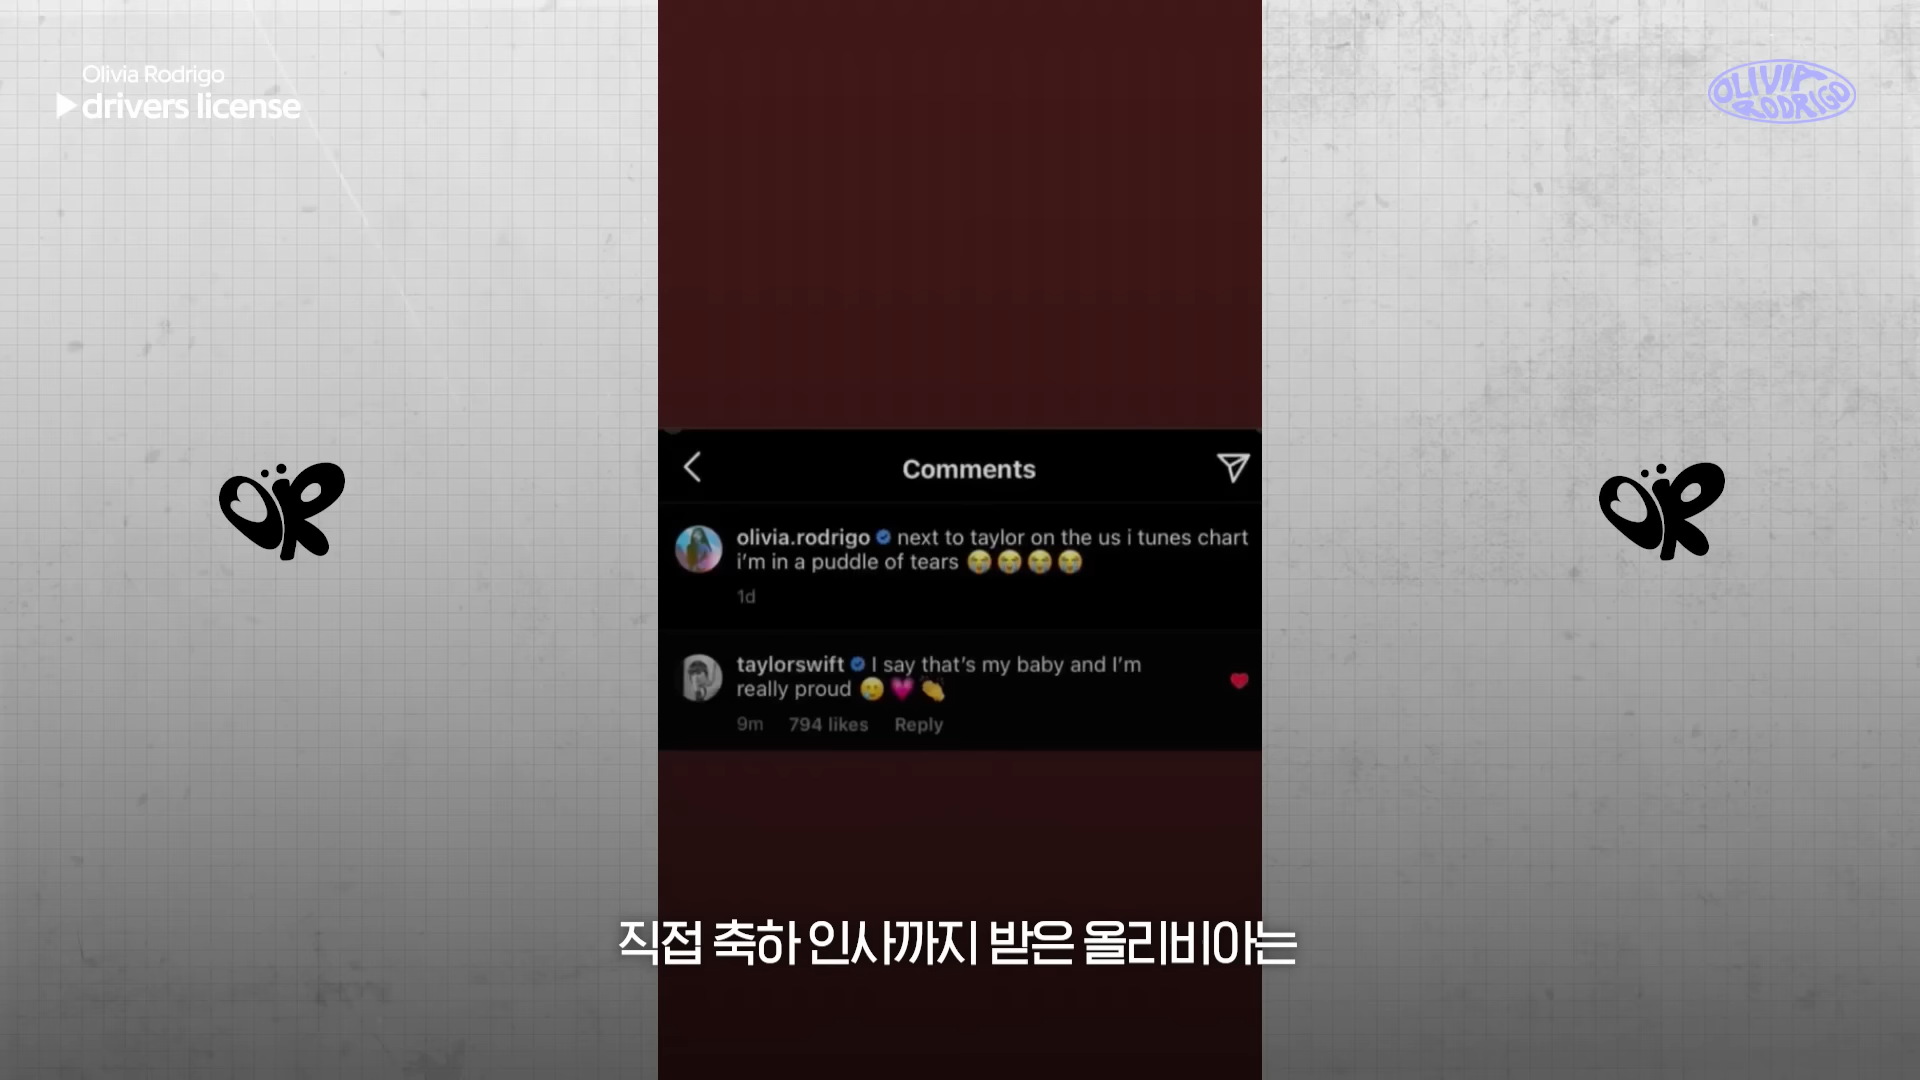 Olivia Rodrigo
drivers license
OLIVIA
RODRIGO
OR
OR
Comments
olivia.rodrigo next to taylor on the us i tunes chart
i'm in a puddle of tears 😭😭😭😭
1d
taylorswift I say that's my baby and I'm
really proud 🥲💗👏
9m 794 likes Reply
직접 축하 인사까지 받은 올리비아는